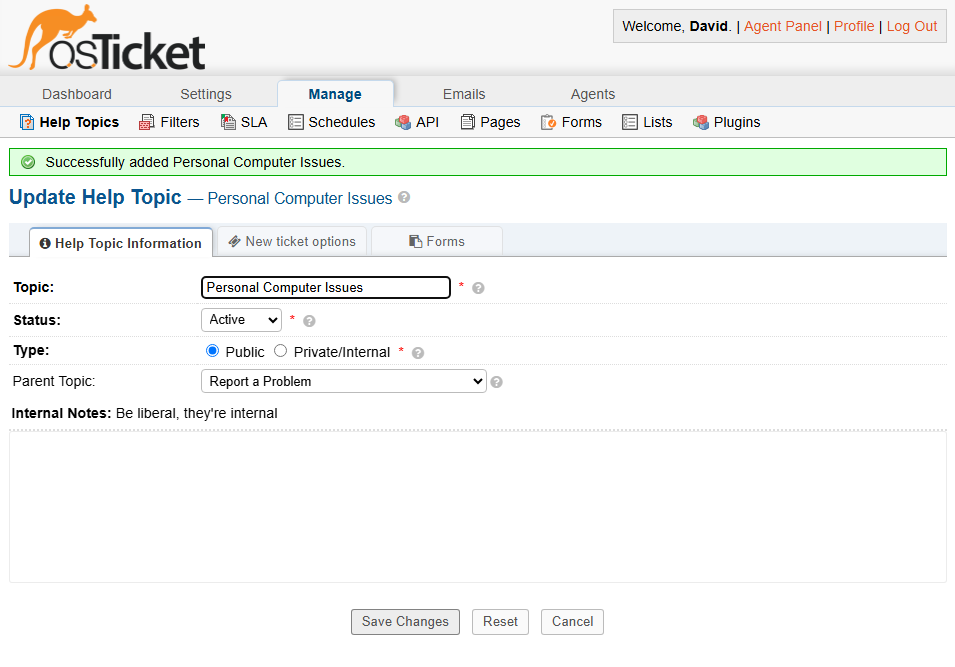 osTicket
Welcome, David. | Agent Panel | Profile | Log Out
Dashboard Settings Manage Emails Agents
Help Topics Filters SLA Schedules API Pages Forms Lists Plugins
Successfully added Personal Computer Issues.
Update Help Topic — Personal Computer Issues ?
Help Topic Information New ticket options Forms
Topic: Personal Computer Issues * ?
Status: Active * ?
Type: Public Private/Internal * ?
Parent Topic: Report a Problem ?
Internal Notes: Be liberal, they're internal
Save Changes Reset Cancel